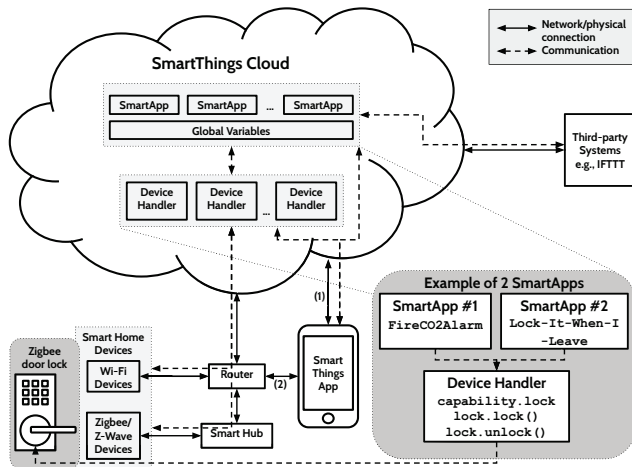 Network/physical
connection
Communication
SmartThings Cloud
SmartApp
SmartApp
...
SmartApp
Global Variables
Third-party
Systems
e.g., IFTTT
Device
Handler
Device
Handler
...
Device
Handler
(1)
Example of 2 SmartApps
SmartApp #1
FireCO2Alarm
SmartApp #2
Lock-It-When-I
-Leave
Device Handler
capability.lock
lock.lock()
lock.unlock()
Smart Home
Devices
Zigbee
door lock
Wi-Fi
Devices
Router
(2)
Smart
Things
App
Zigbee/
Z-Wave
Devices
Smart Hub